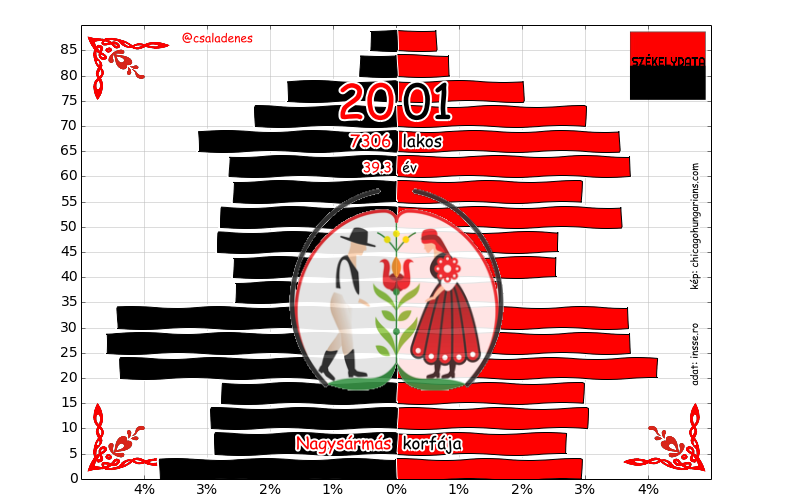 @csaladenes
SZÉKELYDATA
2001
7306 lakos
39.3 év
kép: chicagohungarians.com
adat: insse.ro
Nagysármás korfája
85
80
75
70
65
60
55
50
45
40
35
30
25
20
15
10
5
0
4% 3% 2% 1% 0% 1% 2% 3% 4%